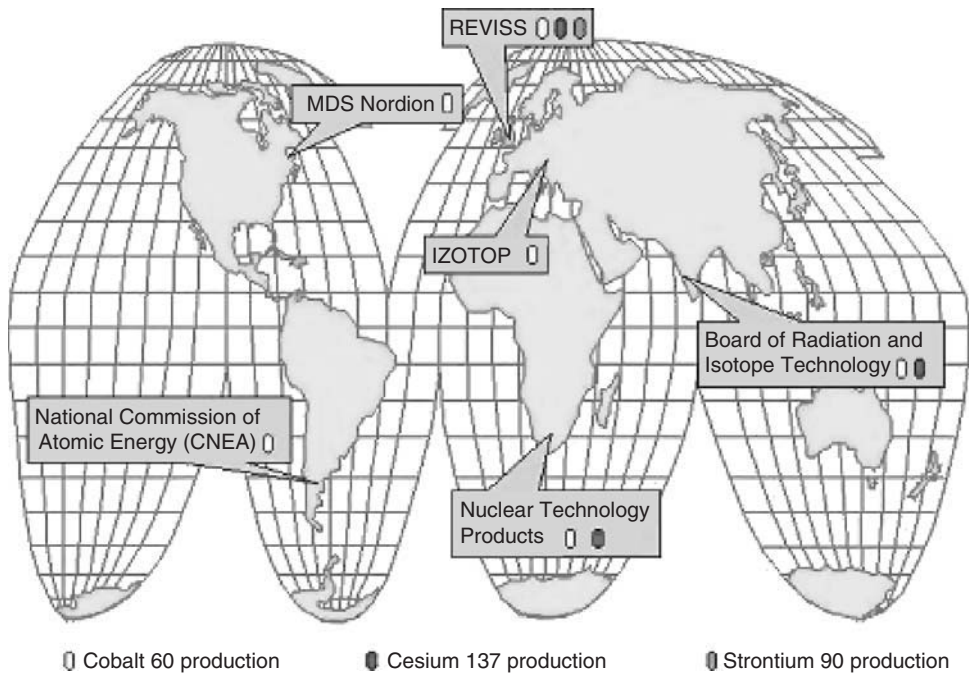 REVISS
MDS Nordion
IZOTOP
Board of Radiation and
Isotope Technology
National Commission of
Atomic Energy (CNEA)
Nuclear Technology
Products
Cobalt 60 production
Cesium 137 production
Strontium 90 production